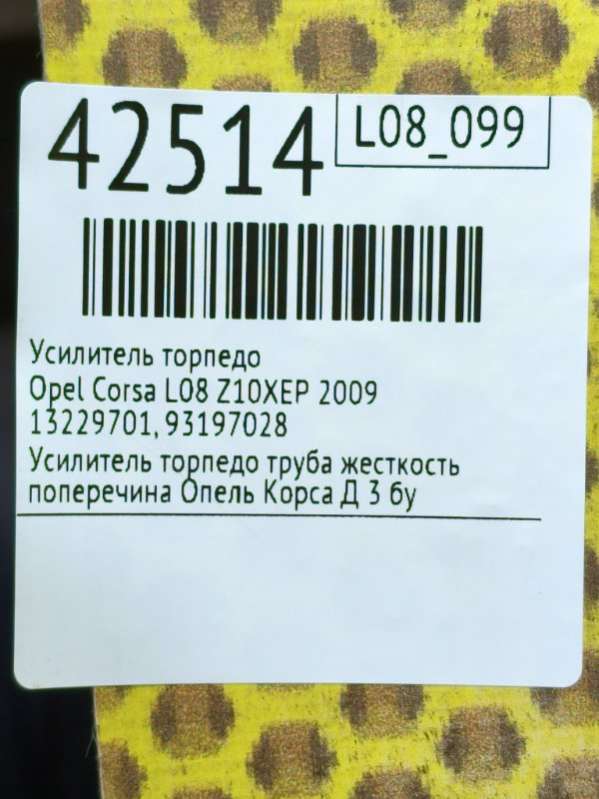 42514
L08_099
Усилитель торпедо
Opel Corsa L08 Z10XEP 2009
13229701, 93197028
Усилитель торпедо труба жесткость
поперечина Опель Корса Д 3 бу